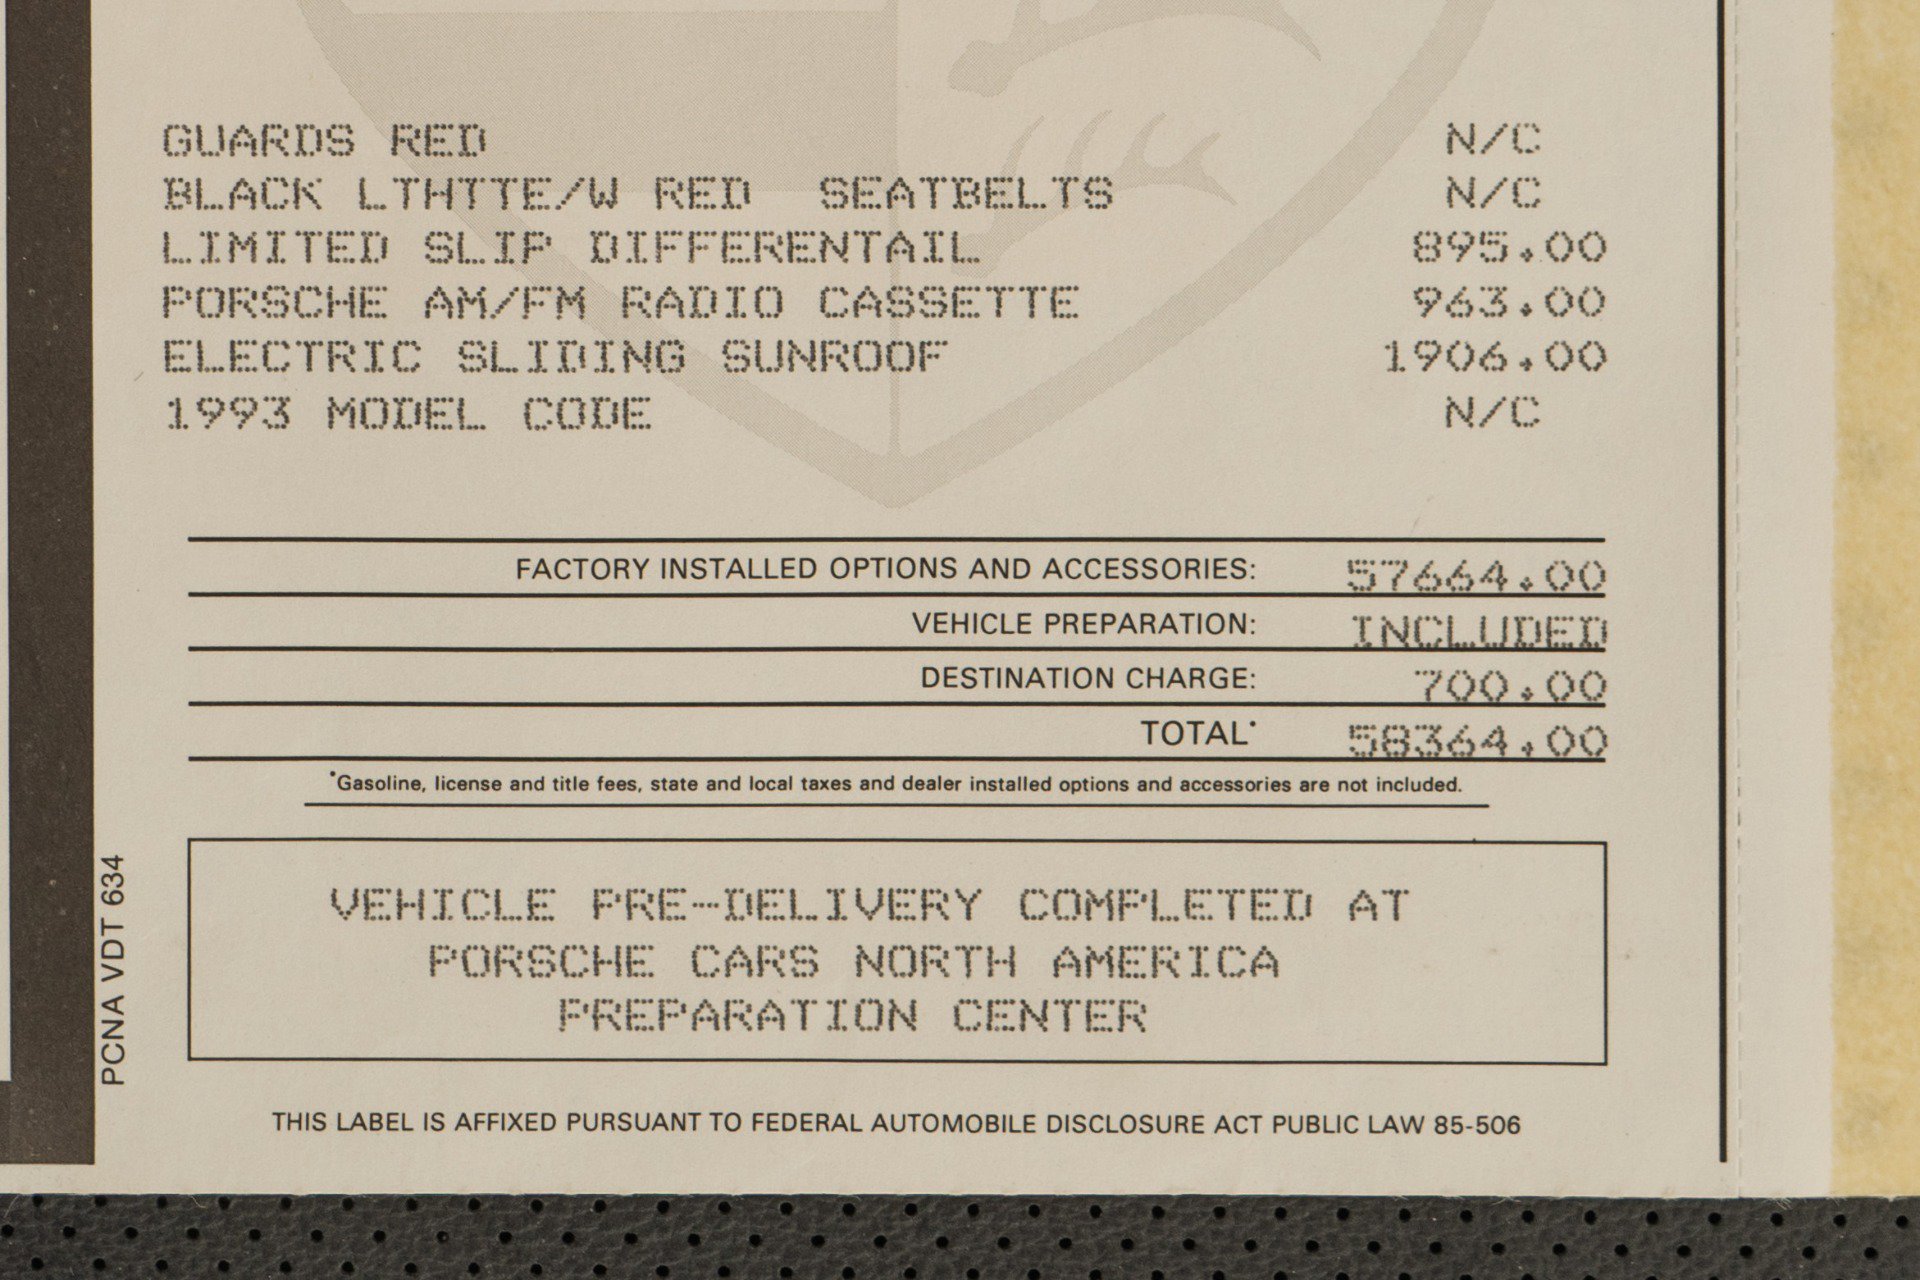 GUARDS RED N/C
BLACK LTHTTE/W RED  SEATBELTS N/C
LIMITED SLIP DIFFERENTAIL 895.00
PORSCHE AM/FM RADIO CASSETTE 963.00
ELECTRIC SLIDING SUNROOF 1906.00
1993 MODEL CODE N/C
FACTORY INSTALLED OPTIONS AND ACCESSORIES: 57664.00
VEHICLE PREPARATION: INCLUDED
DESTINATION CHARGE: 700.00
TOTAL* 58364.00
*Gasoline, license and title fees, state and local taxes and dealer installed options and accessories are not included.
VEHICLE PRE-DELIVERY COMPLETED AT
PORSCHE CARS NORTH AMERICA
PREPARATION CENTER
PCNA VDT 634
THIS LABEL IS AFFIXED PURSUANT TO FEDERAL AUTOMOBILE DISCLOSURE ACT PUBLIC LAW 85-506